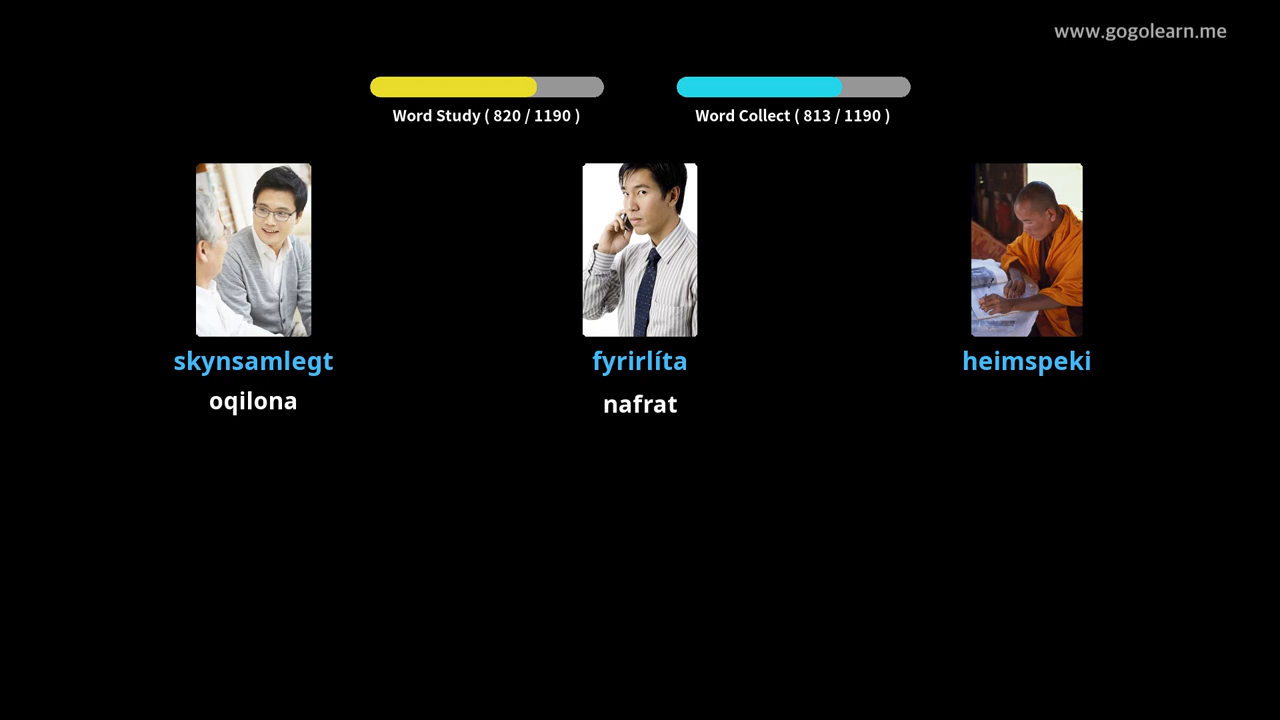 www.gogolearn.me
Word Study ( 820 / 1190 )
Word Collect ( 813 / 1190 )
skynsamlegt
fyrirlíta
heimspeki
oqilona
nafrat